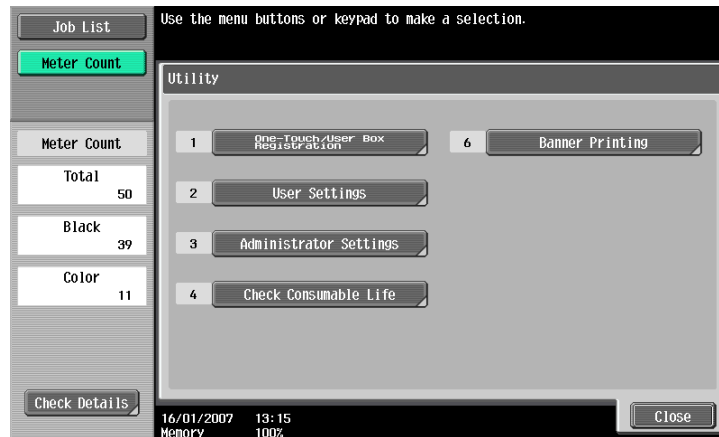 Job List
Meter Count
Use the menu buttons or keypad to make a selection.
Utility
Meter Count
Total
50
Black
39
Color
11
Check Details
1 One-Touch/User Box
Registration
2 User Settings
3 Administrator Settings
4 Check Consumable Life
6 Banner Printing
16/01/2007 13:15
Memory 100%
Close